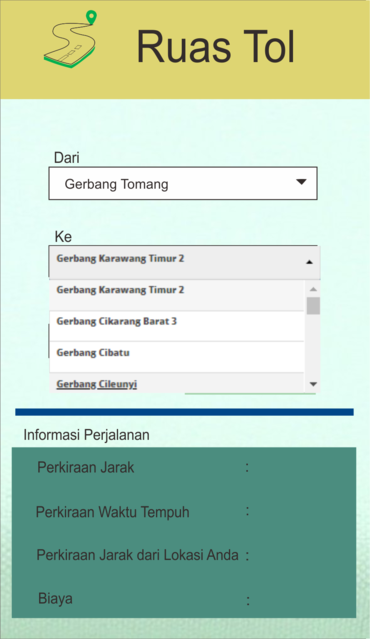 Ruas Tol
Dari
Gerbang Tomang
Ke
Gerbang Karawang Timur 2
Gerbang Karawang Timur 2
Gerbang Cikarang Barat 3
Gerbang Cibatu
Gerbang Cileunyi
Informasi Perjalanan
Perkiraan Jarak :
Perkiraan Waktu Tempuh :
Perkiraan Jarak dari Lokasi Anda :
Biaya :